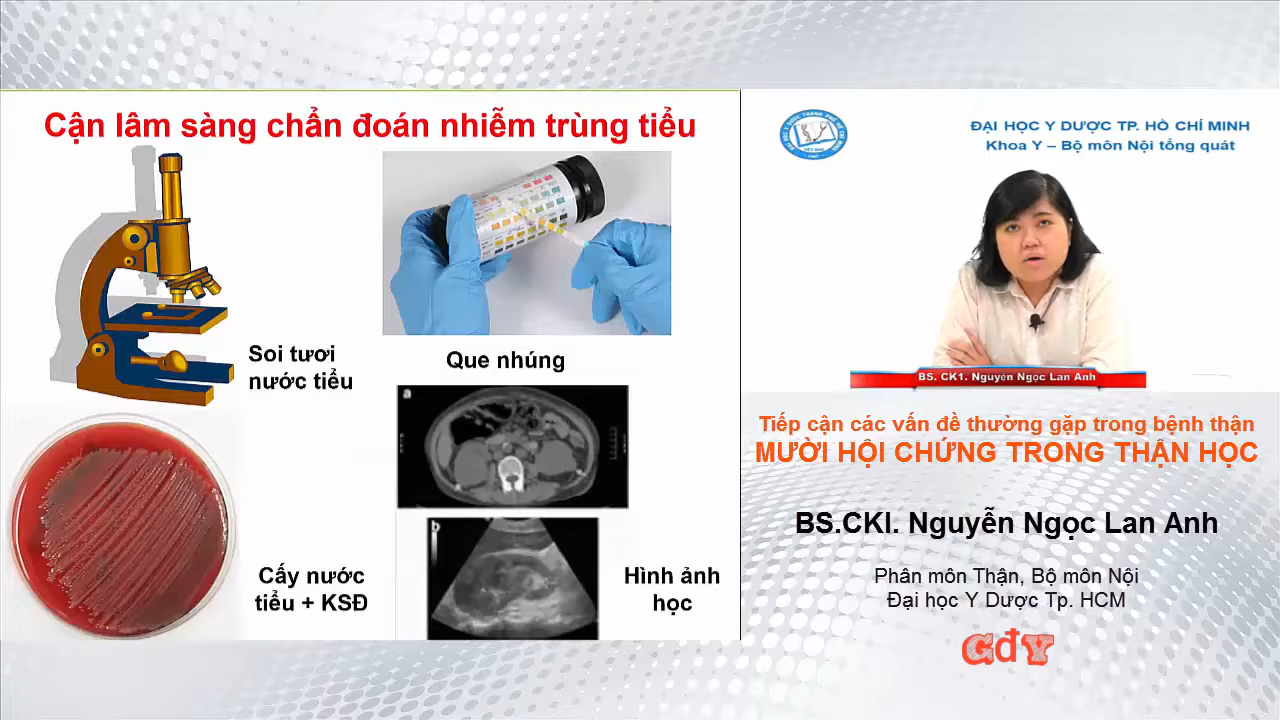 Cận lâm sàng chẩn đoán nhiễm trùng tiểu
Soi tươi
nước tiểu
Que nhúng
a
b
Cấy nước
tiểu + KSĐ
Hình ảnh
học
ĐẠI HỌC Y DƯỢC TP. HỒ CHÍ MINH
Khoa Y – Bộ môn Nội tổng quát
BS. CK1. Nguyễn Ngọc Lan Anh
Tiếp cận các vấn đề thường gặp trong bệnh thận
MƯỜI HỘI CHỨNG TRONG THẬN HỌC
BS.CKI. Nguyễn Ngọc Lan Anh
Phân môn Thận, Bộ môn Nội
Đại học Y Dược Tp. HCM
GđY